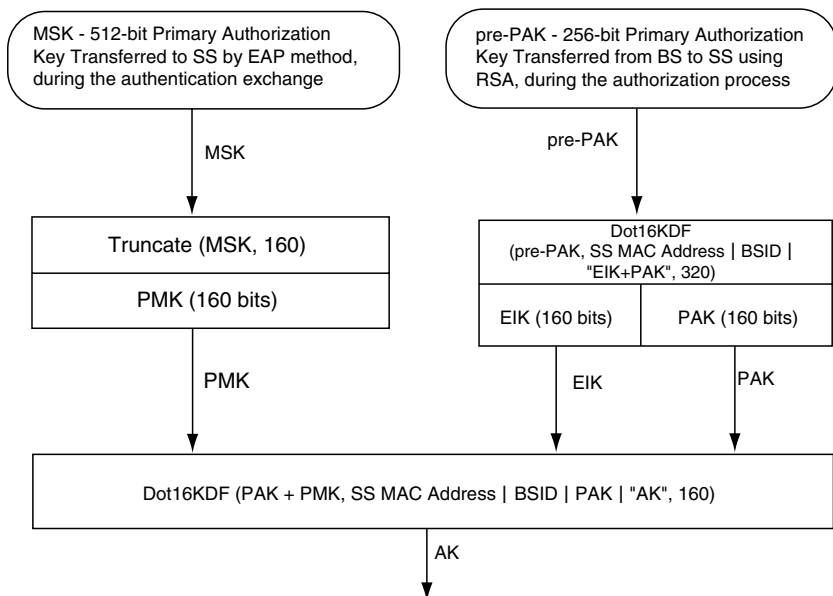 MSK - 512-bit Primary Authorization
Key Transferred to SS by EAP method,
during the authentication exchange
pre-PAK - 256-bit Primary Authorization
Key Transferred from BS to SS using
RSA, during the authorization process
MSK
pre-PAK
Truncate (MSK, 160)
PMK (160 bits)
Dot16KDF
(pre-PAK, SS MAC Address | BSID |
"EIK+PAK", 320)
EIK (160 bits)
PAK (160 bits)
PMK
EIK
PAK
Dot16KDF (PAK + PMK, SS MAC Address | BSID | PAK | "AK", 160)
AK